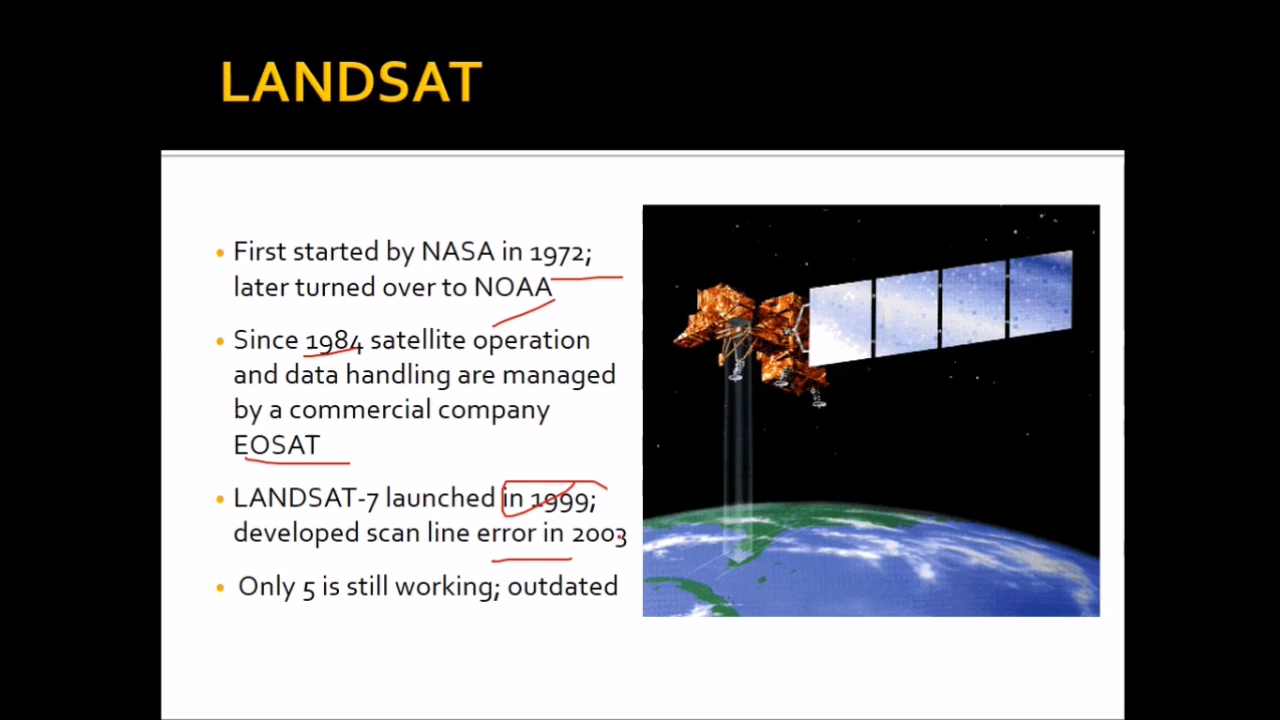 LANDSAT
• First started by NASA in 1972;
later turned over to NOAA
• Since 1984 satellite operation
and data handling are managed
by a commercial company
EOSAT
• LANDSAT-7 launched in 1999;
developed scan line error in 2003
• Only 5 is still working; outdated